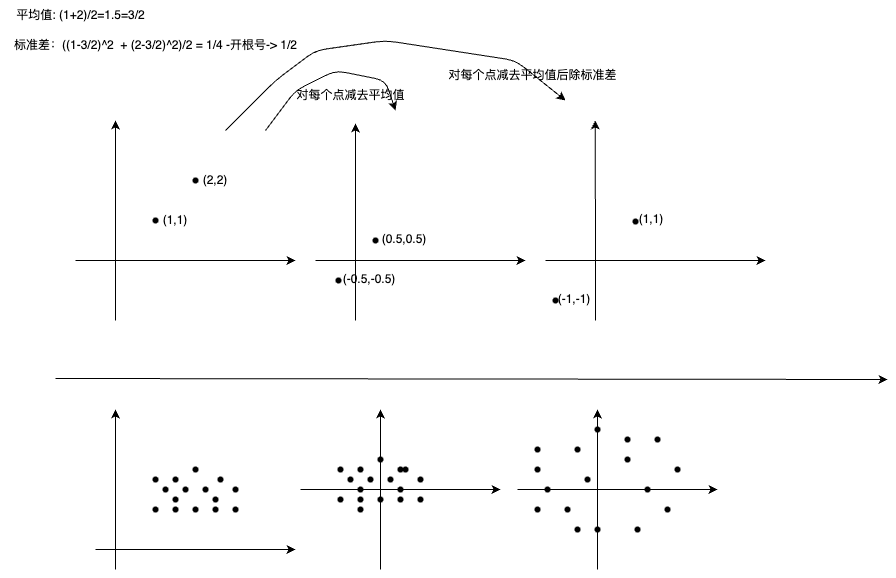 平均值: (1+2)/2=1.5=3/2
标准差： ((1-3/2)^2 + (2-3/2)^2)/2 = 1/4 -开根号-> 1/2
对每个点减去平均值后除标准差
对每个点减去平均值
(2,2)
(1,1)
(0.5,0.5)
(-0.5,-0.5)
(1,1)
(-1,-1)